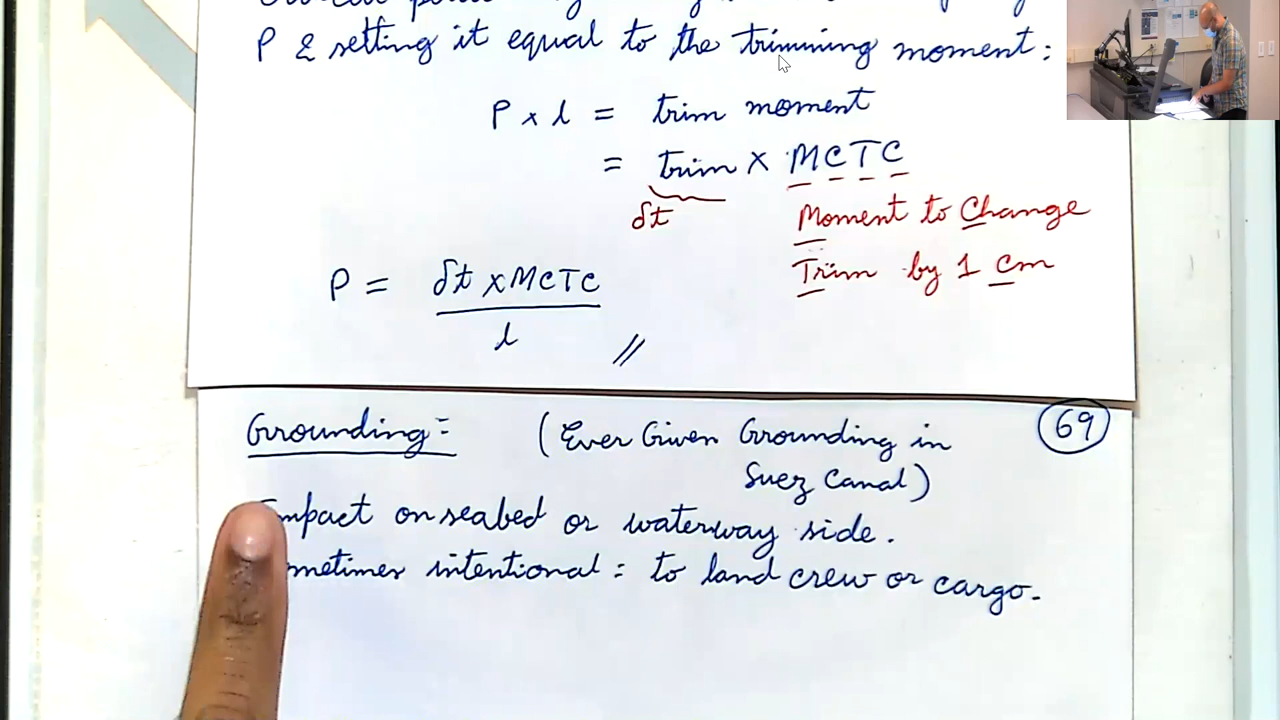 P & setting it equal to the trimming moment :
P x l = trim moment
= trim x MCTC
δt
Moment to Change
Trim by 1 cm
P = δt x MCTC
l //
Grounding :- (Ever Given Grounding in
Suez Canal)
69
Impact on seabed or waterway side.
metimes intentional : to land crew or cargo.